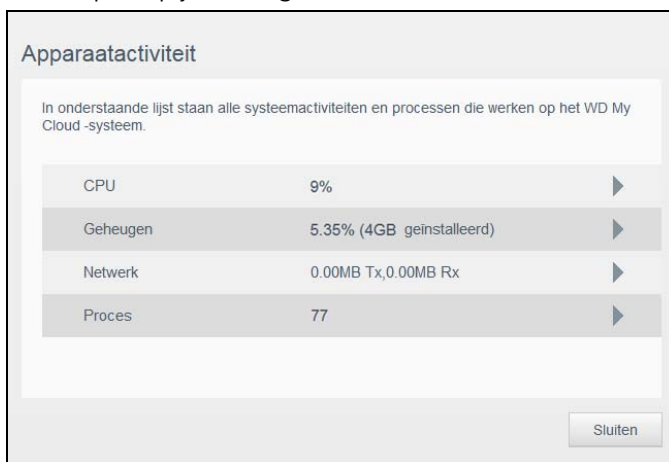 Apparaatactiviteit
In onderstaande lijst staan alle systeemactiviteiten en processen die werken op het WD My
Cloud -systeem.
CPU 9%
Geheugen 5.35% (4GB geïnstalleerd)
Netwerk 0.00MB Tx,0.00MB Rx
Proces 77
Sluiten